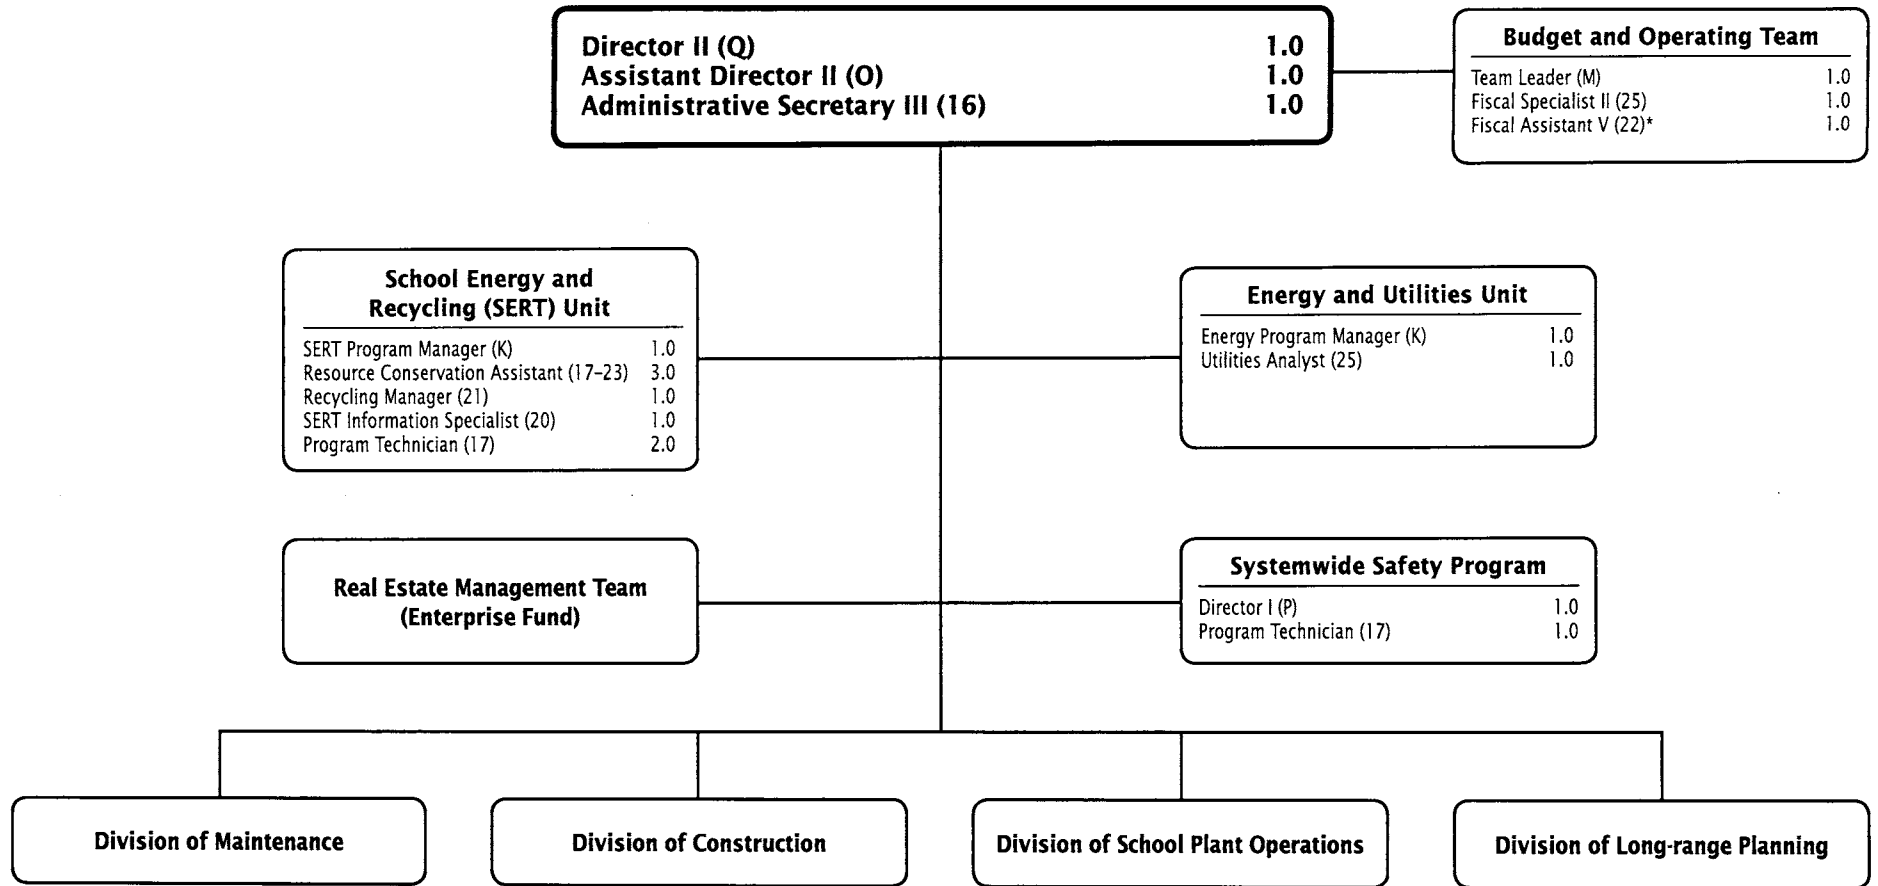 Director II (Q) 1.0
Assistant Director II (O) 1.0
Administrative Secretary III (16) 1.0
Budget and Operating Team
Team Leader (M) 1.0
Fiscal Specialist II (25) 1.0
Fiscal Assistant V (22)* 1.0
School Energy and
Recycling (SERT) Unit
SERT Program Manager (K) 1.0
Resource Conservation Assistant (17–23) 3.0
Recycling Manager (21) 1.0
SERT Information Specialist (20) 1.0
Program Technician (17) 2.0
Energy and Utilities Unit
Energy Program Manager (K) 1.0
Utilities Analyst (25) 1.0
Real Estate Management Team
(Enterprise Fund)
Systemwide Safety Program
Director I (P) 1.0
Program Technician (17) 1.0
Division of Maintenance
Division of Construction
Division of School Plant Operations
Division of Long-range Planning